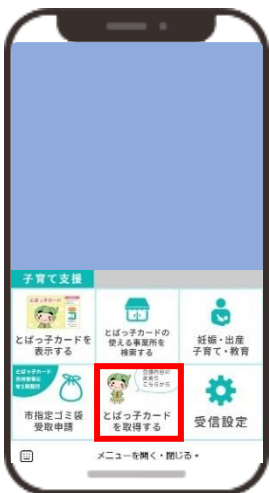 子育て支援
とばっ子カード
とばっ子カードを
表示する
とばっ子カードの
使える事業所を
検索する
妊娠・出産
子育て・教育
市指定ゴミ袋
受取申請
とばっ子カード
を取得する
受信設定
メニューを開く・閉じる